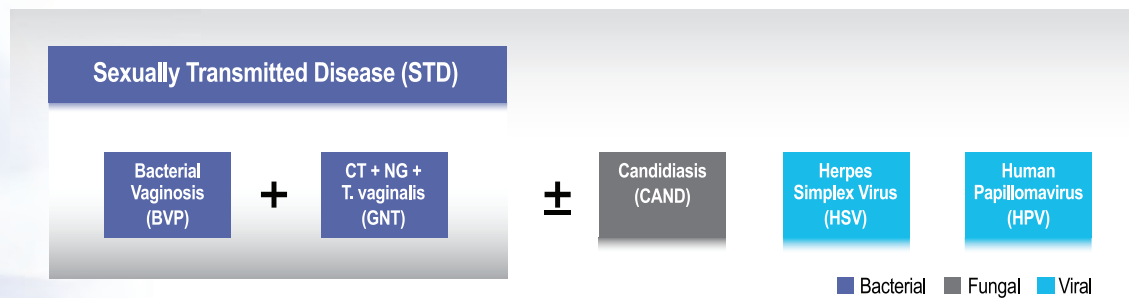 Sexually Transmitted Disease (STD)
Bacterial
Vaginosis
(BVP)
+
CT + NG +
T. vaginalis
(GNT)
±
Candidiasis
(CAND)
Herpes
Simplex Virus
(HSV)
Human
Papillomavirus
(HPV)
Bacterial Fungal Viral